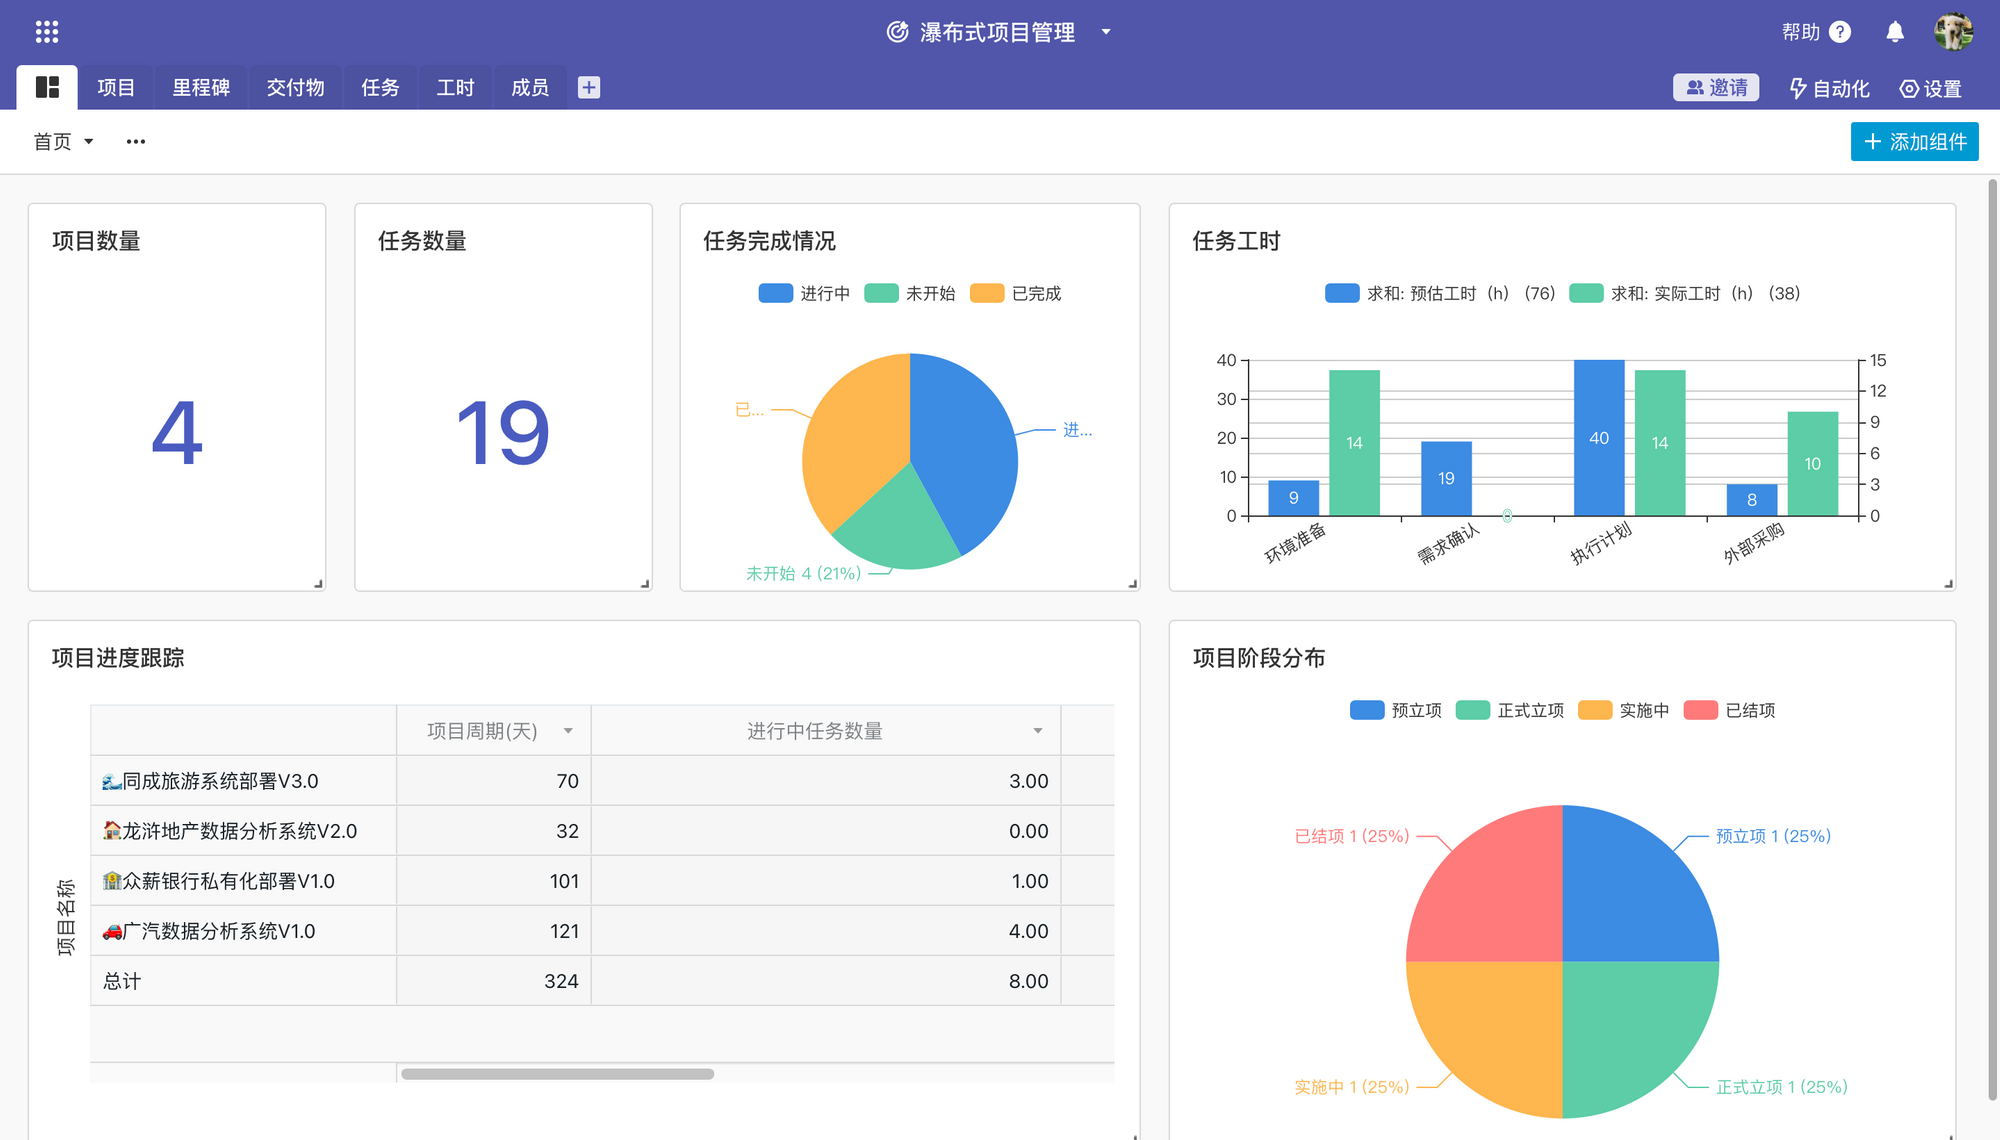 瀑布式项目管理
帮助
项目 里程碑 交付物 任务 工时 成员
邀请 自动化 设置
首页
添加组件
项目数量
4
任务数量
19
任务完成情况
进行中 未开始 已完成
已...
进...
未开始 4 (21%)
任务工时
求和: 预估工时（h）(76) 求和: 实际工时（h）(38)
40
30
20
10
0
15
12
9
6
3
0
9 14 19 0 40 14 8 10
环境准备 需求确认 执行计划 外部采购
项目进度跟踪
项目名称
项目周期(天) 进行中任务数量
同成旅游系统部署V3.0 70 3.00
龙浒地产数据分析系统V2.0 32 0.00
众薪银行私有化部署V1.0 101 1.00
广汽数据分析系统V1.0 121 4.00
总计 324 8.00
项目阶段分布
预立项 正式立项 实施中 已结项
已结项 1 (25%) 预立项 1 (25%)
实施中 1 (25%) 正式立项 1 (25%)